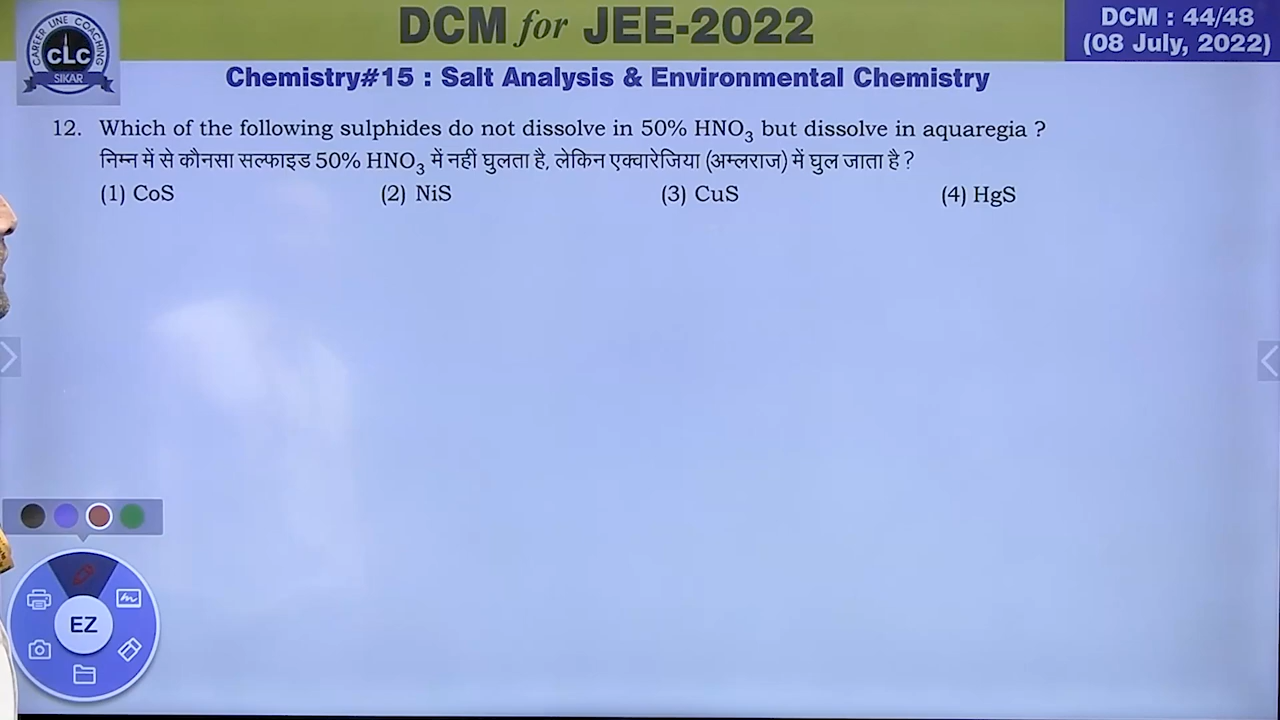 CAREER LINE COACHING
CLC
SIKAR
DCM for JEE-2022
DCM : 44/48
(08 July, 2022)
Chemistry#15 : Salt Analysis & Environmental Chemistry
12. Which of the following sulphides do not dissolve in 50% HNO₃ but dissolve in aquaregia ?
निम्न में से कौनसा सल्फाइड 50% HNO₃ में नहीं घुलता है, लेकिन एक्वारेजिया (अम्लराज) में घुल जाता है ?
(1) CoS (2) NiS (3) CuS (4) HgS
EZ